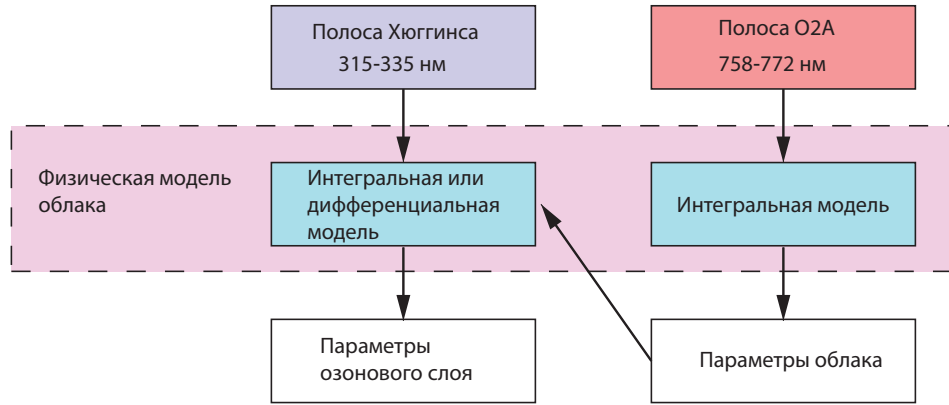 Полоса Хюггинса
315-335 нм
Полоса O2A
758-772 нм
Физическая модель
облака
Интегральная или
дифференциальная
модель
Интегральная модель
Параметры
озонового слоя
Параметры облака